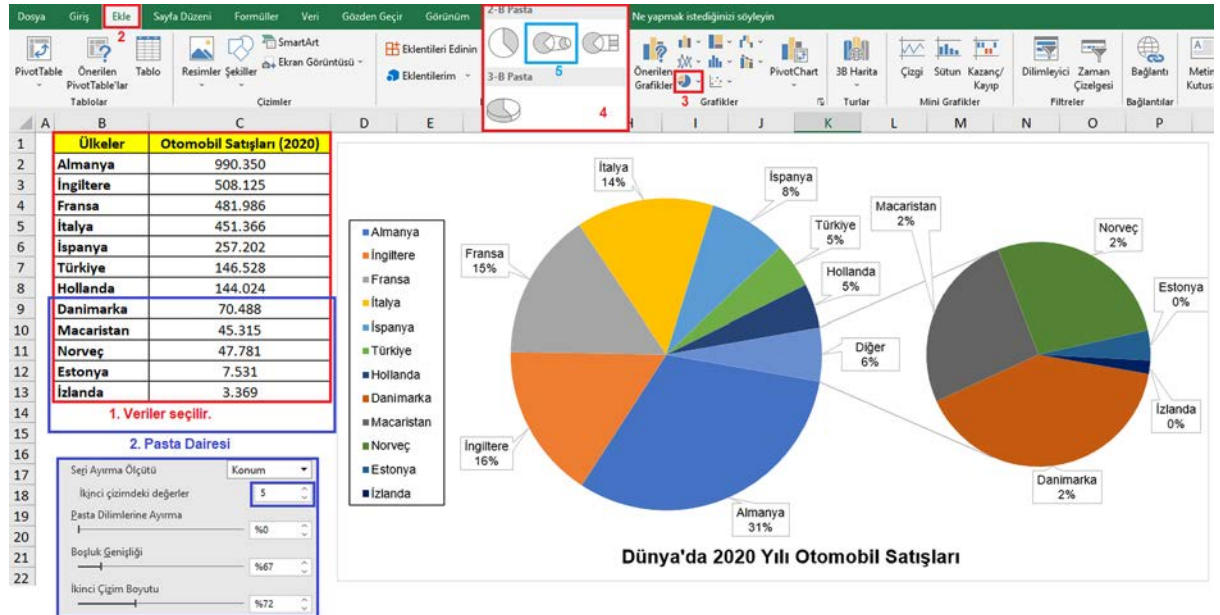 Dosya Giriş Ekle Sayfa Düzeni Formüller Veri Gözden Geçir Görünüm Ne yapmak istediğinizi söyleyin
2
PivotTable
Önerilen PivotTable'lar
Tablo
Tablolar
Resimler
Şekiller
SmartArt
Ekran Görüntüsü
Çizimler
Eklentileri Edinin
Eklentilerim
2-B Pasta
5
3-B Pasta
4
Önerilen Grafikler
3
PivotChart
Grafikler
3B Harita
Turlar
Çizgi
Sütun
Kazanç/Kayıp
Mini Grafikler
Dilimleyici
Zaman Çizelgesi
Filtreler
Bağlantı
Bağlantılar
Metin
A B C D E H I J K L M N O P
1 Ülkeler Otomobil Satışları (2020)
2 Almanya 990.350
3 İngiltere 508.125
4 Fransa 481.986
5 İtalya 451.366
6 İspanya 257.202
7 Türkiye 146.528
8 Hollanda 144.024
9 Danimarka 70.488
10 Macaristan 45.315
11 Norveç 47.781
12 Estonya 7.531
13 İzlanda 3.369
14 1. Veriler seçilir.
15
16 2. Pasta Dairesi
17 Seri Ayırma Ölçütü Konum
18 İkinci çizimdeki değerler 5
19 Pasta Dilimlerine Ayırma
20 %0
21 Boşluk Genişliği %67
22
İkinci Çizim Boyutu
%72
Almanya
İngiltere
Fransa
İtalya
İspanya
Türkiye
Hollanda
Danimarka
Macaristan
Norveç
Estonya
İzlanda
İtalya
14%
İspanya
8%
Türkiye
5%
Hollanda
5%
Fransa
15%
Diğer
6%
İngiltere
16%
Almanya
31%
Macaristan
2%
Norveç
2%
Estonya
0%
İzlanda
0%
Danimarka
2%
Dünya'da 2020 Yılı Otomobil Satışları